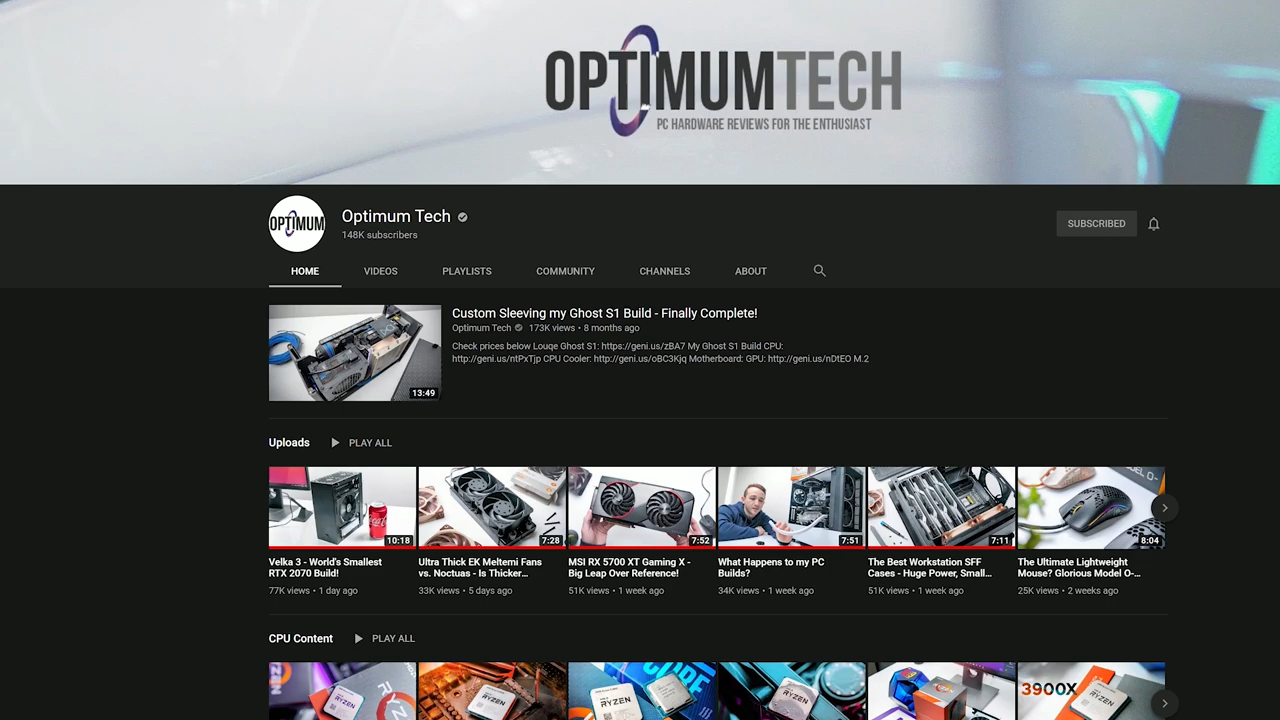 OPTIMUMTECH
PC HARDWARE REVIEWS FOR THE ENTHUSIAST
OPTIMUM
Optimum Tech
148K subscribers
SUBSCRIBED
HOME
VIDEOS
PLAYLISTS
COMMUNITY
CHANNELS
ABOUT
13:49
Custom Sleeving my Ghost S1 Build - Finally Complete!
Optimum Tech 173K views • 8 months ago
Check prices below Louqe Ghost S1: https://geni.us/zBA7 My Ghost S1 Build CPU:
http://geni.us/ntPxTjp CPU Cooler: http://geni.us/oBC3Kjq Motherboard: GPU: http://geni.us/nDtEO M.2
Uploads
PLAY ALL
10:18
Velka 3 - World's Smallest
RTX 2070 Build!
77K views • 1 day ago
7:28
Ultra Thick EK Meltemi Fans
vs. Noctuas - Is Thicker...
33K views • 5 days ago
7:52
MSI RX 5700 XT Gaming X -
Big Leap Over Reference!
51K views • 1 week ago
7:51
What Happens to my PC
Builds?
34K views • 1 week ago
7:11
The Best Workstation SFF
Cases - Huge Power, Small...
51K views • 1 week ago
8:04
The Ultimate Lightweight
Mouse? Glorious Model O-...
25K views • 2 weeks ago
CPU Content
PLAY ALL
RYZEN
RYZEN
RYZEN
CORE
RYZEN
3900X